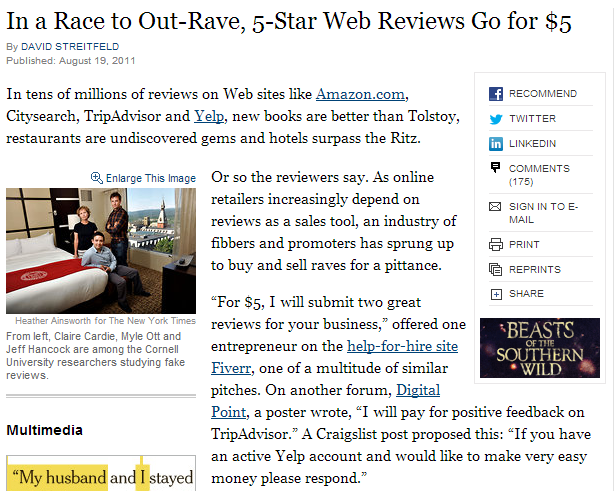 In a Race to Out-Rave, 5-Star Web Reviews Go for $5
By DAVID STREITFELD
Published: August 19, 2011
In tens of millions of reviews on Web sites like Amazon.com,
Citysearch, TripAdvisor and Yelp, new books are better than Tolstoy,
restaurants are undiscovered gems and hotels surpass the Ritz.
Enlarge This Image
Heather Ainsworth for The New York Times
From left, Claire Cardie, Myle Ott and
Jeff Hancock are among the Cornell
University researchers studying fake
reviews.
Multimedia
“My husband and I stayed
Or so the reviewers say. As online
retailers increasingly depend on
reviews as a sales tool, an industry of
fibbers and promoters has sprung up
to buy and sell raves for a pittance.
“For $5, I will submit two great
reviews for your business,” offered one
entrepreneur on the help-for-hire site
Fiverr, one of a multitude of similar
pitches. On another forum, Digital
Point, a poster wrote, “I will pay for positive feedback on
TripAdvisor.” A Craigslist post proposed this: “If you have
an active Yelp account and would like to make very easy
money please respond.”
RECOMMEND
TWITTER
LINKEDIN
COMMENTS
(175)
SIGN IN TO E-
MAIL
PRINT
REPRINTS
SHARE
BEASTS
OF THE
SOUTHERN
WILD